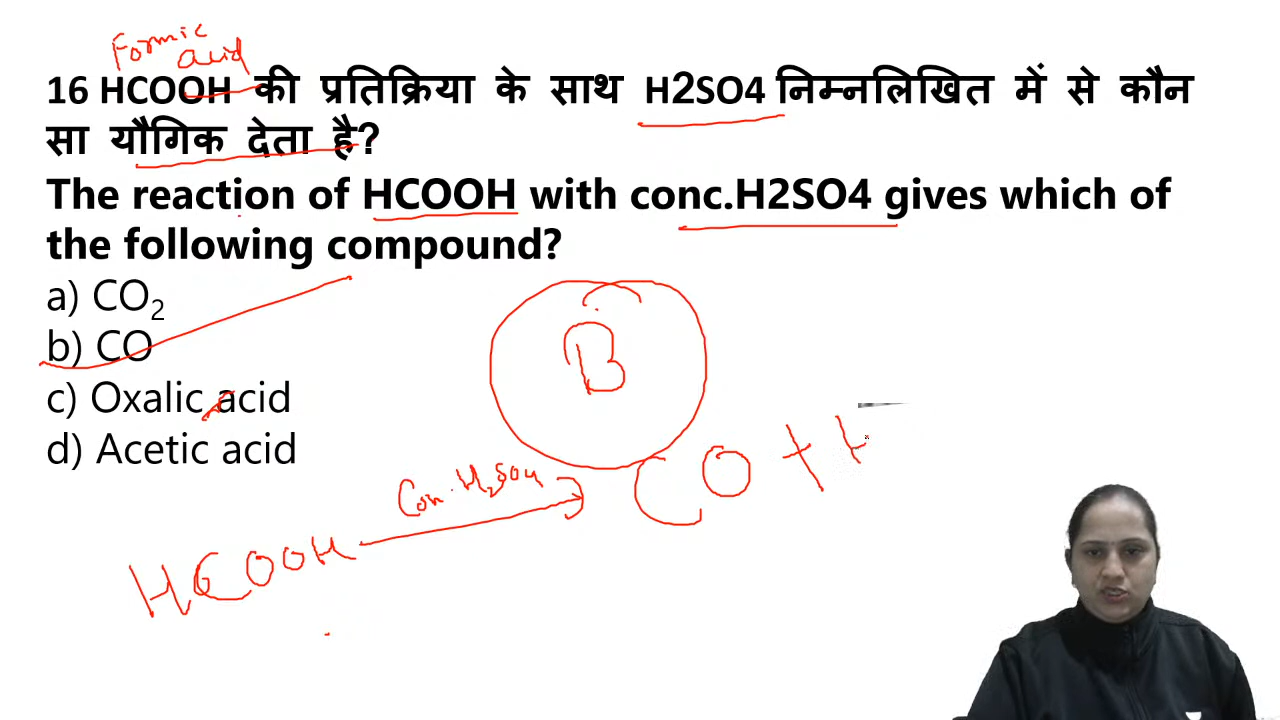 Formic
acid
16 HCOOH की प्रतिक्रिया के साथ H2SO4 निम्नलिखित में से कौन
सा यौगिक देता है?
The reaction of HCOOH with conc.H2SO4 gives which of
the following compound?
a) CO₂
b) CO
c) Oxalic acid
d) Acetic acid
B
HCOOH Con. H₂SO₄ CO + H